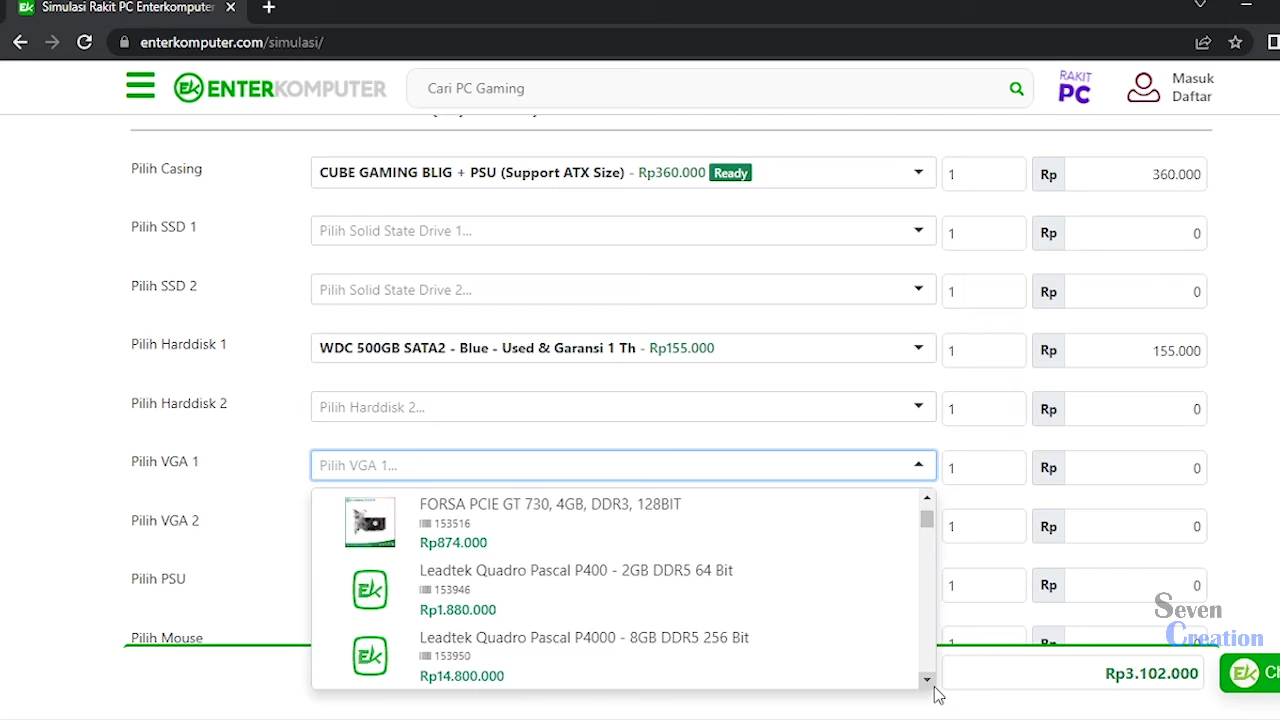 Simulasi Rakit PC Enterkomputer
enterkomputer.com/simulasi/
EK ENTERKOMPUTER
Cari PC Gaming
RAKIT PC
Masuk
Daftar
Pilih Casing
CUBE GAMING BLIG + PSU (Support ATX Size) - Rp360.000 Ready
1
Rp
360.000
Pilih SSD 1
Pilih Solid State Drive 1...
1
Rp
0
Pilih SSD 2
Pilih Solid State Drive 2...
1
Rp
0
Pilih Harddisk 1
WDC 500GB SATA2 - Blue - Used & Garansi 1 Th - Rp155.000
1
Rp
155.000
Pilih Harddisk 2
Pilih Harddisk 2...
1
Rp
0
Pilih VGA 1
Pilih VGA 1...
1
Rp
0
FORSA PCIE GT 730, 4GB, DDR3, 128BIT
153516
Rp874.000
Pilih VGA 2
1
Rp
0
Leadtek Quadro Pascal P400 - 2GB DDR5 64 Bit
153946
Rp1.880.000
Pilih PSU
1
Rp
0
Leadtek Quadro Pascal P4000 - 8GB DDR5 256 Bit
153950
Rp14.800.000
Pilih Mouse
1
Rp
0
Seven
Creation
Rp3.102.000
EK Ch